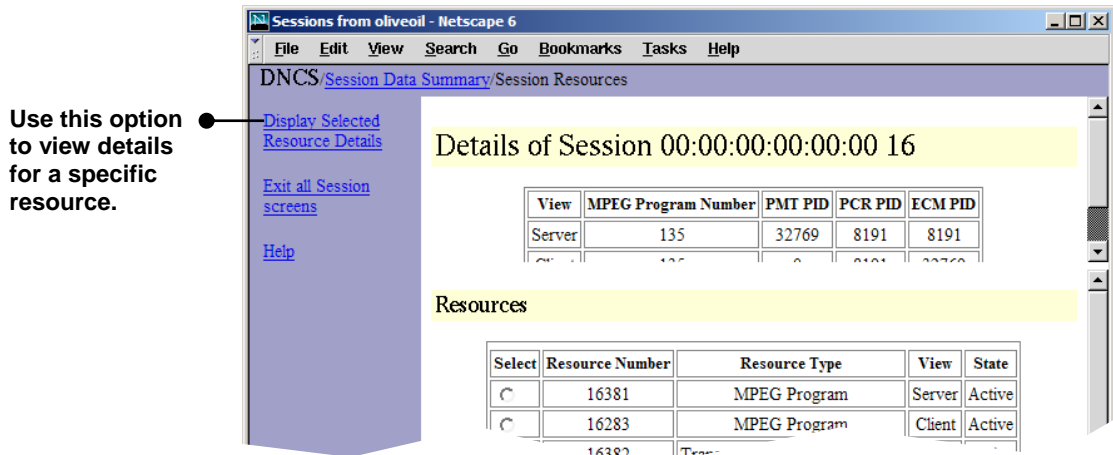 Sessions from oliveoil - Netscape 6
File Edit View Search Go Bookmarks Tasks Help
DNCS/Session Data Summary/Session Resources
Use this option
to view details
for a specific
resource.
Display Selected
Resource Details
Exit all Session
screens
Help
Details of Session 00:00:00:00:00:00 16
View MPEG Program Number PMT PID PCR PID ECM PID
Server 135 32769 8191 8191
Resources
Select Resource Number Resource Type View State
16381 MPEG Program Server Active
16283 MPEG Program Client Active
16382